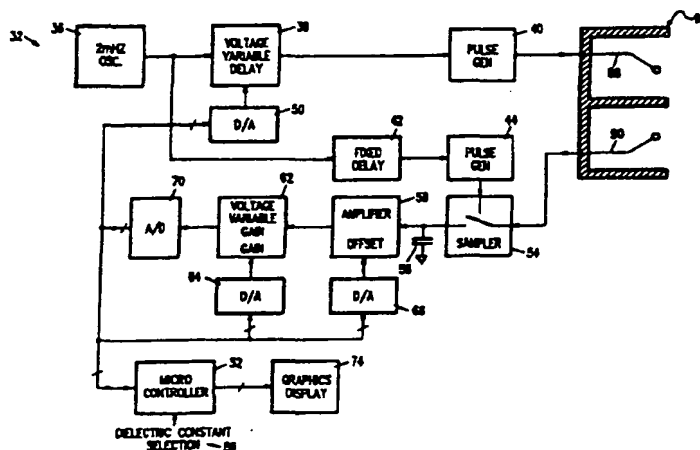 32
36
2mHZ
OSC.
38
VOLTAGE
VARIABLE
DELAY
40
PULSE
GEN
88
90
D/A
50
42
FIXED
DELAY
44
PULSE
GEN
70
A/D
62
VOLTAGE
VARIABLE
GAIN
GAIN
58
AMPLIFIER
OFFSET
56
SAMPLER
54
64
D/A
D/A
68
52
MICRO
CONTROLLER
74
GRAPHICS
DISPLAY
DIELECTRIC CONSTANT
SELECTION